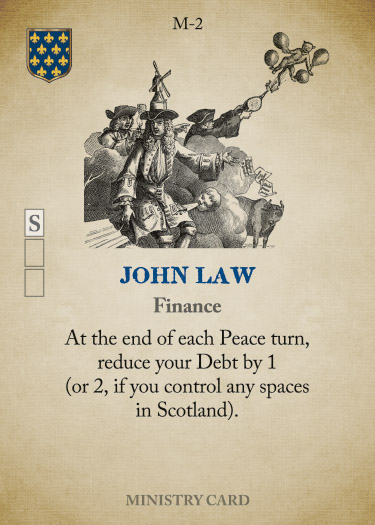 M-2
S
JOHN LAW
Finance
At the end of each Peace turn,
reduce your Debt by 1
(or 2, if you control any spaces
in Scotland).
MINISTRY CARD